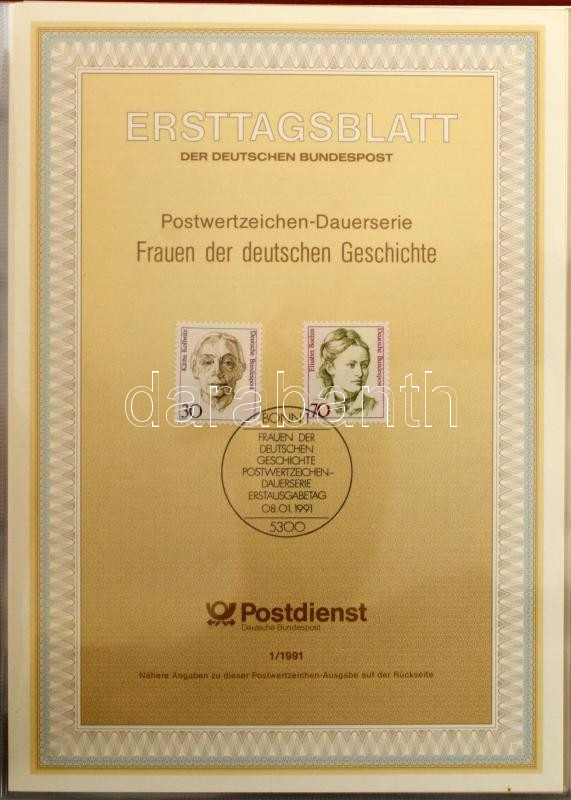 ERSTTAGSBLATT
DER DEUTSCHEN BUNDESPOST
Postwertzeichen-Dauerserie
Frauen der deutschen Geschichte
Käthe Kollwitz
Deutsche Bundespost
30
Elisabet Boehm
Deutsche Bundespost
70
darabanth
BONN 1
FRAUEN DER
DEUTSCHEN
GESCHICHTE
POSTWERTZEICHEN-
DAUERSERIE
ERSTAUSGABETAG
08.01.1991
5300
Postdienst
Deutsche Bundespost
1/1991
Nähere Angaben zu dieser Postwertzeichen-Ausgabe auf der Rückseite